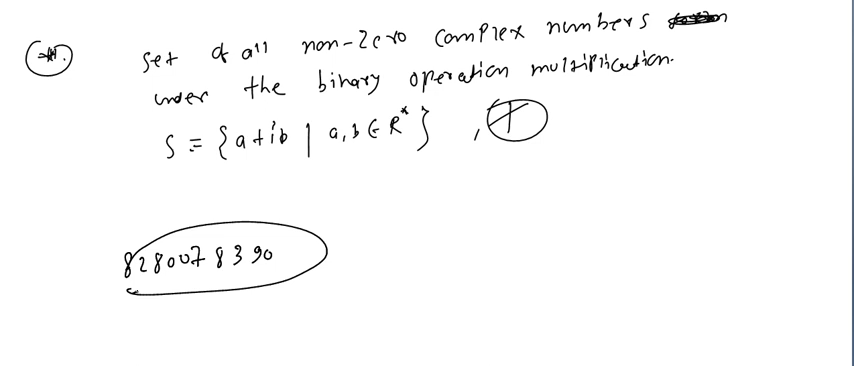 Set of all non-zero complex numbers
under the binary operation multiplication.
S = {a+ib | a,b ∈ R*}, T
8280078390